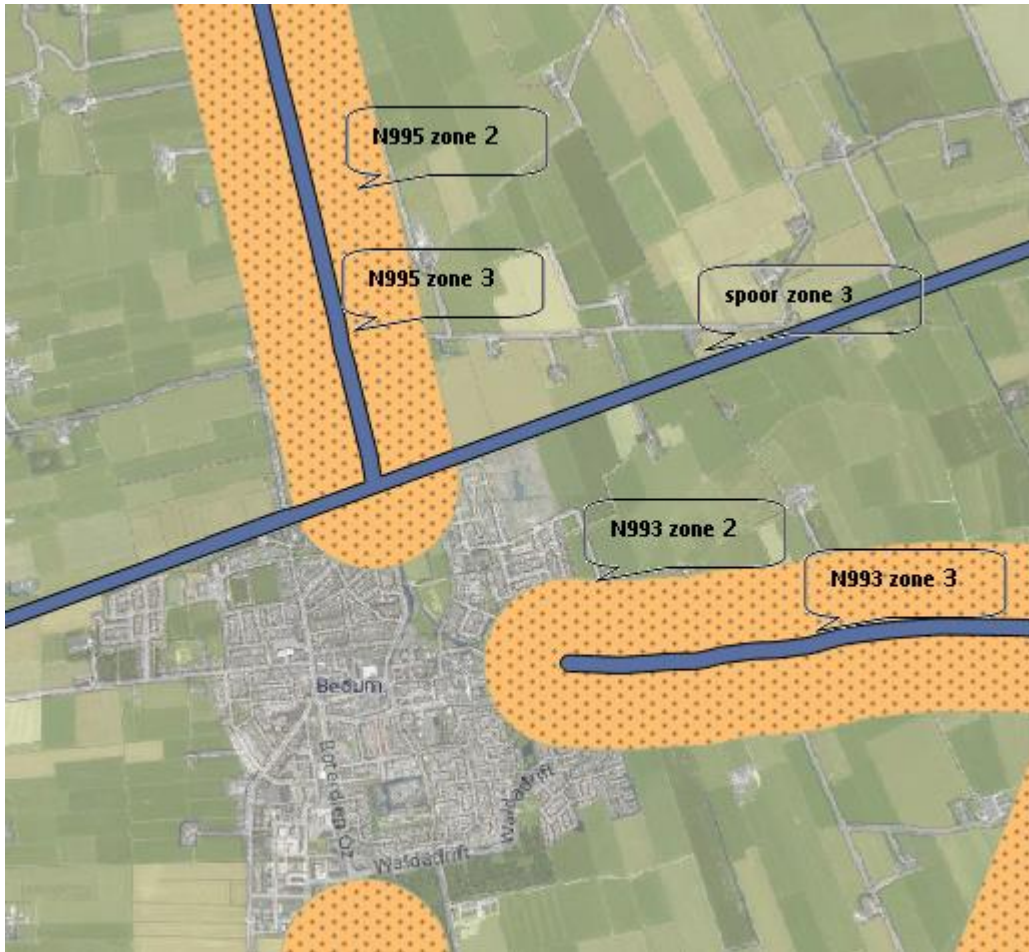 N995 zone 2
N995 zone 3
spoor zone 3
N993 zone 2
N993 zone 3
Bedum
Boterdiep OZ
Waldadrift
Waldadrift